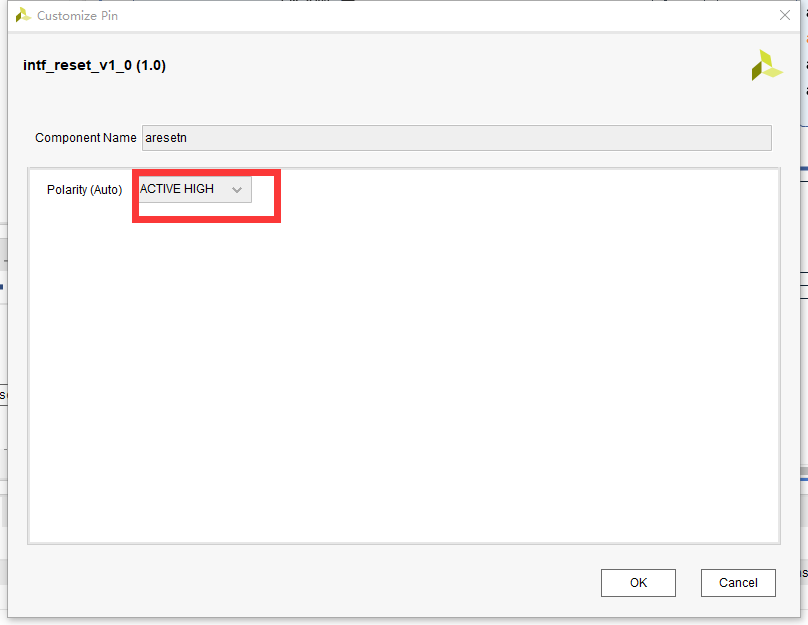 Customize Pin
intf_reset_v1_0 (1.0)
Component Name aresetn
Polarity (Auto) ACTIVE HIGH
OK Cancel